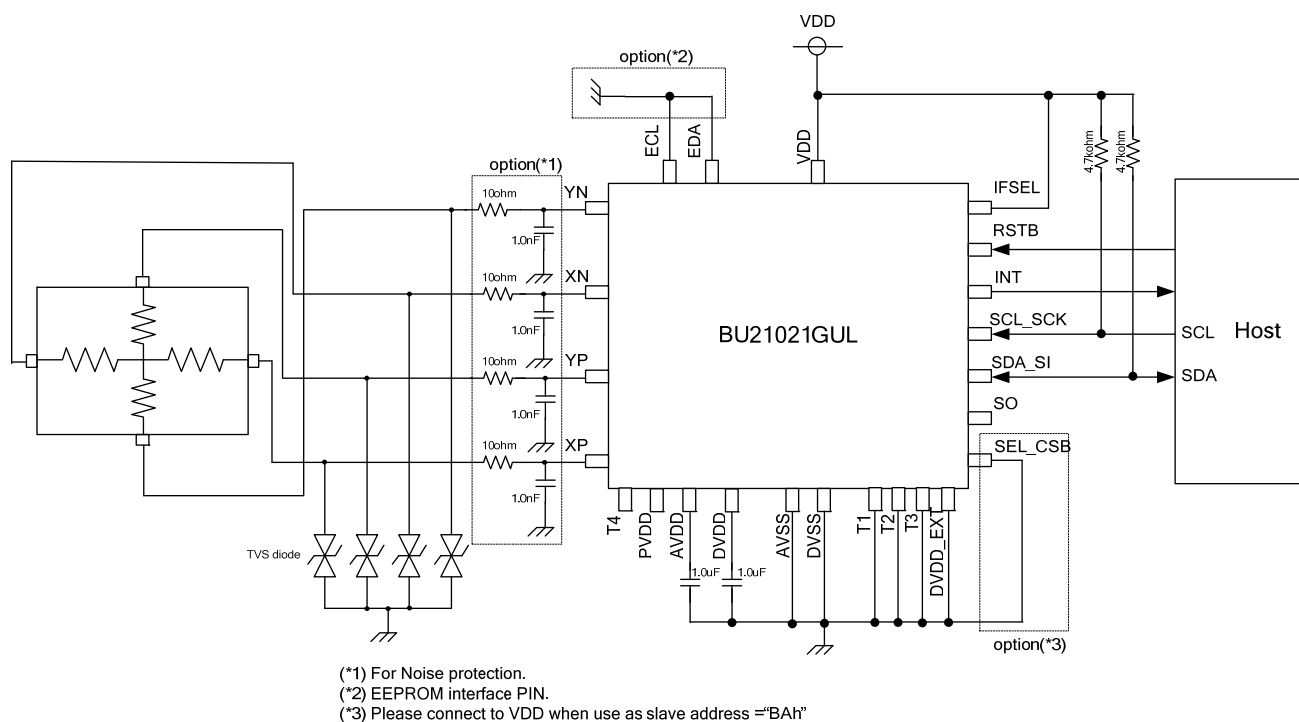 VDD
option(*2)
ECL
EDA
VDD
4.7kohm
4.7kohm
option(*1)
10ohm
YN
1.0nF
10ohm
XN
1.0nF
10ohm
YP
1.0nF
10ohm
XP
1.0nF
BU21021GUL
IFSEL
RSTB
INT
SCL_SCK
SCL
Host
SDA_SI
SDA
SO
SEL_CSB
T4
PVDD
AVDD
DVDD
AVSS
DVSS
T1
T2
T3
DVDD_EXT
TVS diode
1.0uF
1.0uF
option(*3)
(*1) For Noise protection.
(*2) EEPROM interface PIN.
(*3) Please connect to VDD when use as slave address =“BAh”